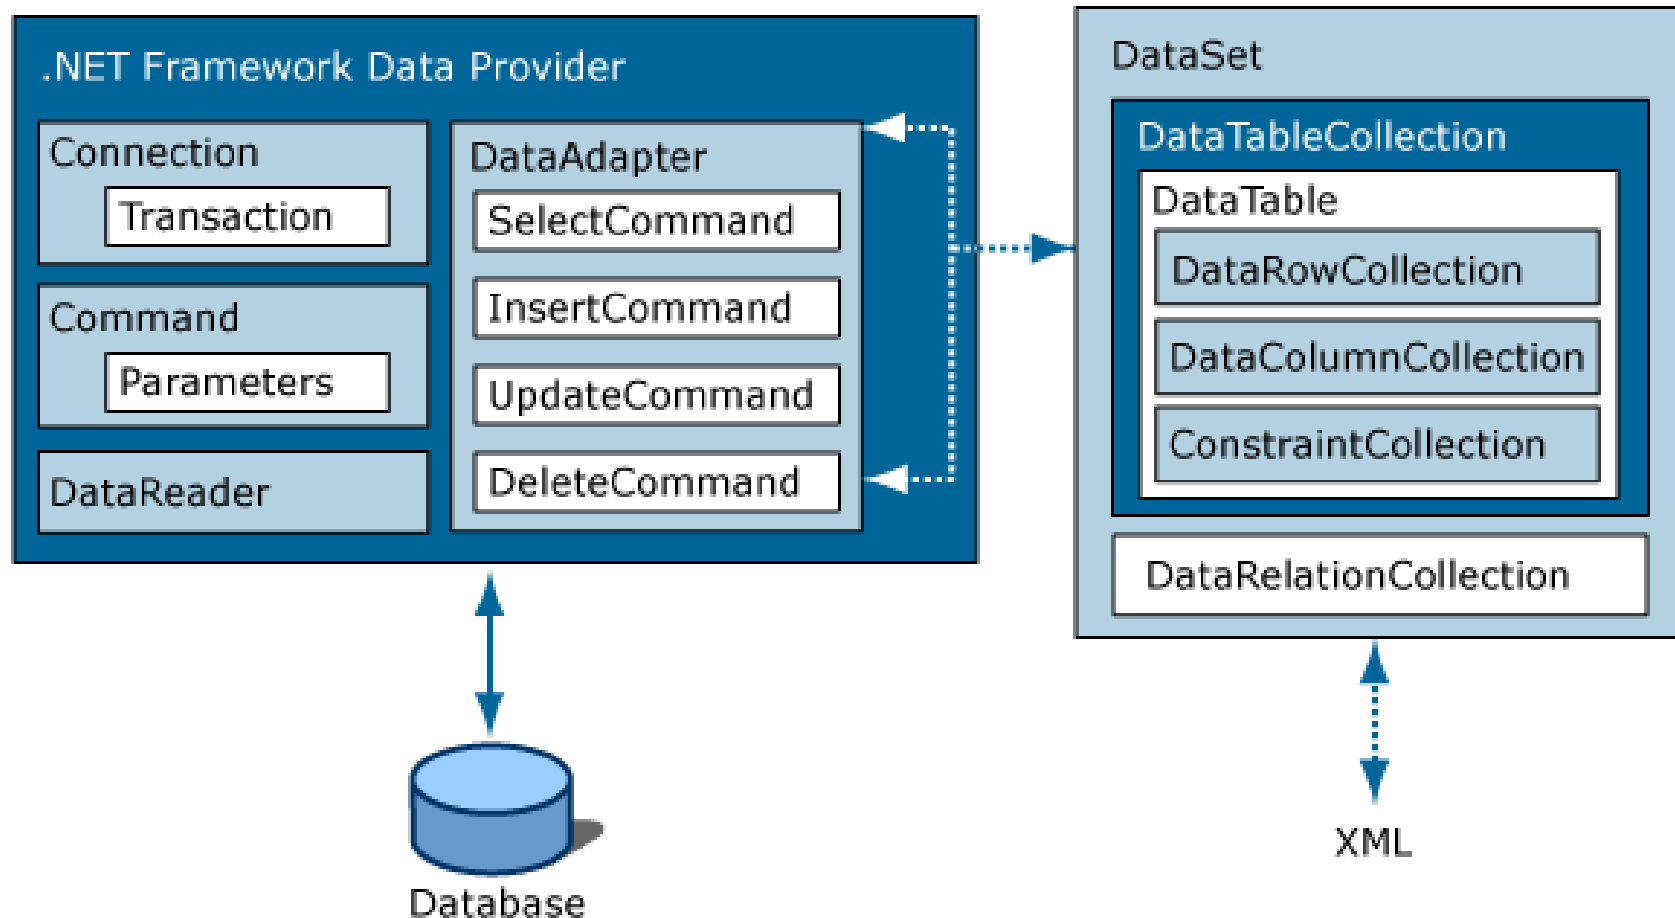 .NET Framework Data Provider
Connection
Transaction
Command
Parameters
DataReader
DataAdapter
SelectCommand
InsertCommand
UpdateCommand
DeleteCommand
Database
DataSet
DataTableCollection
DataTable
DataRowCollection
DataColumnCollection
ConstraintCollection
DataRelationCollection
XML